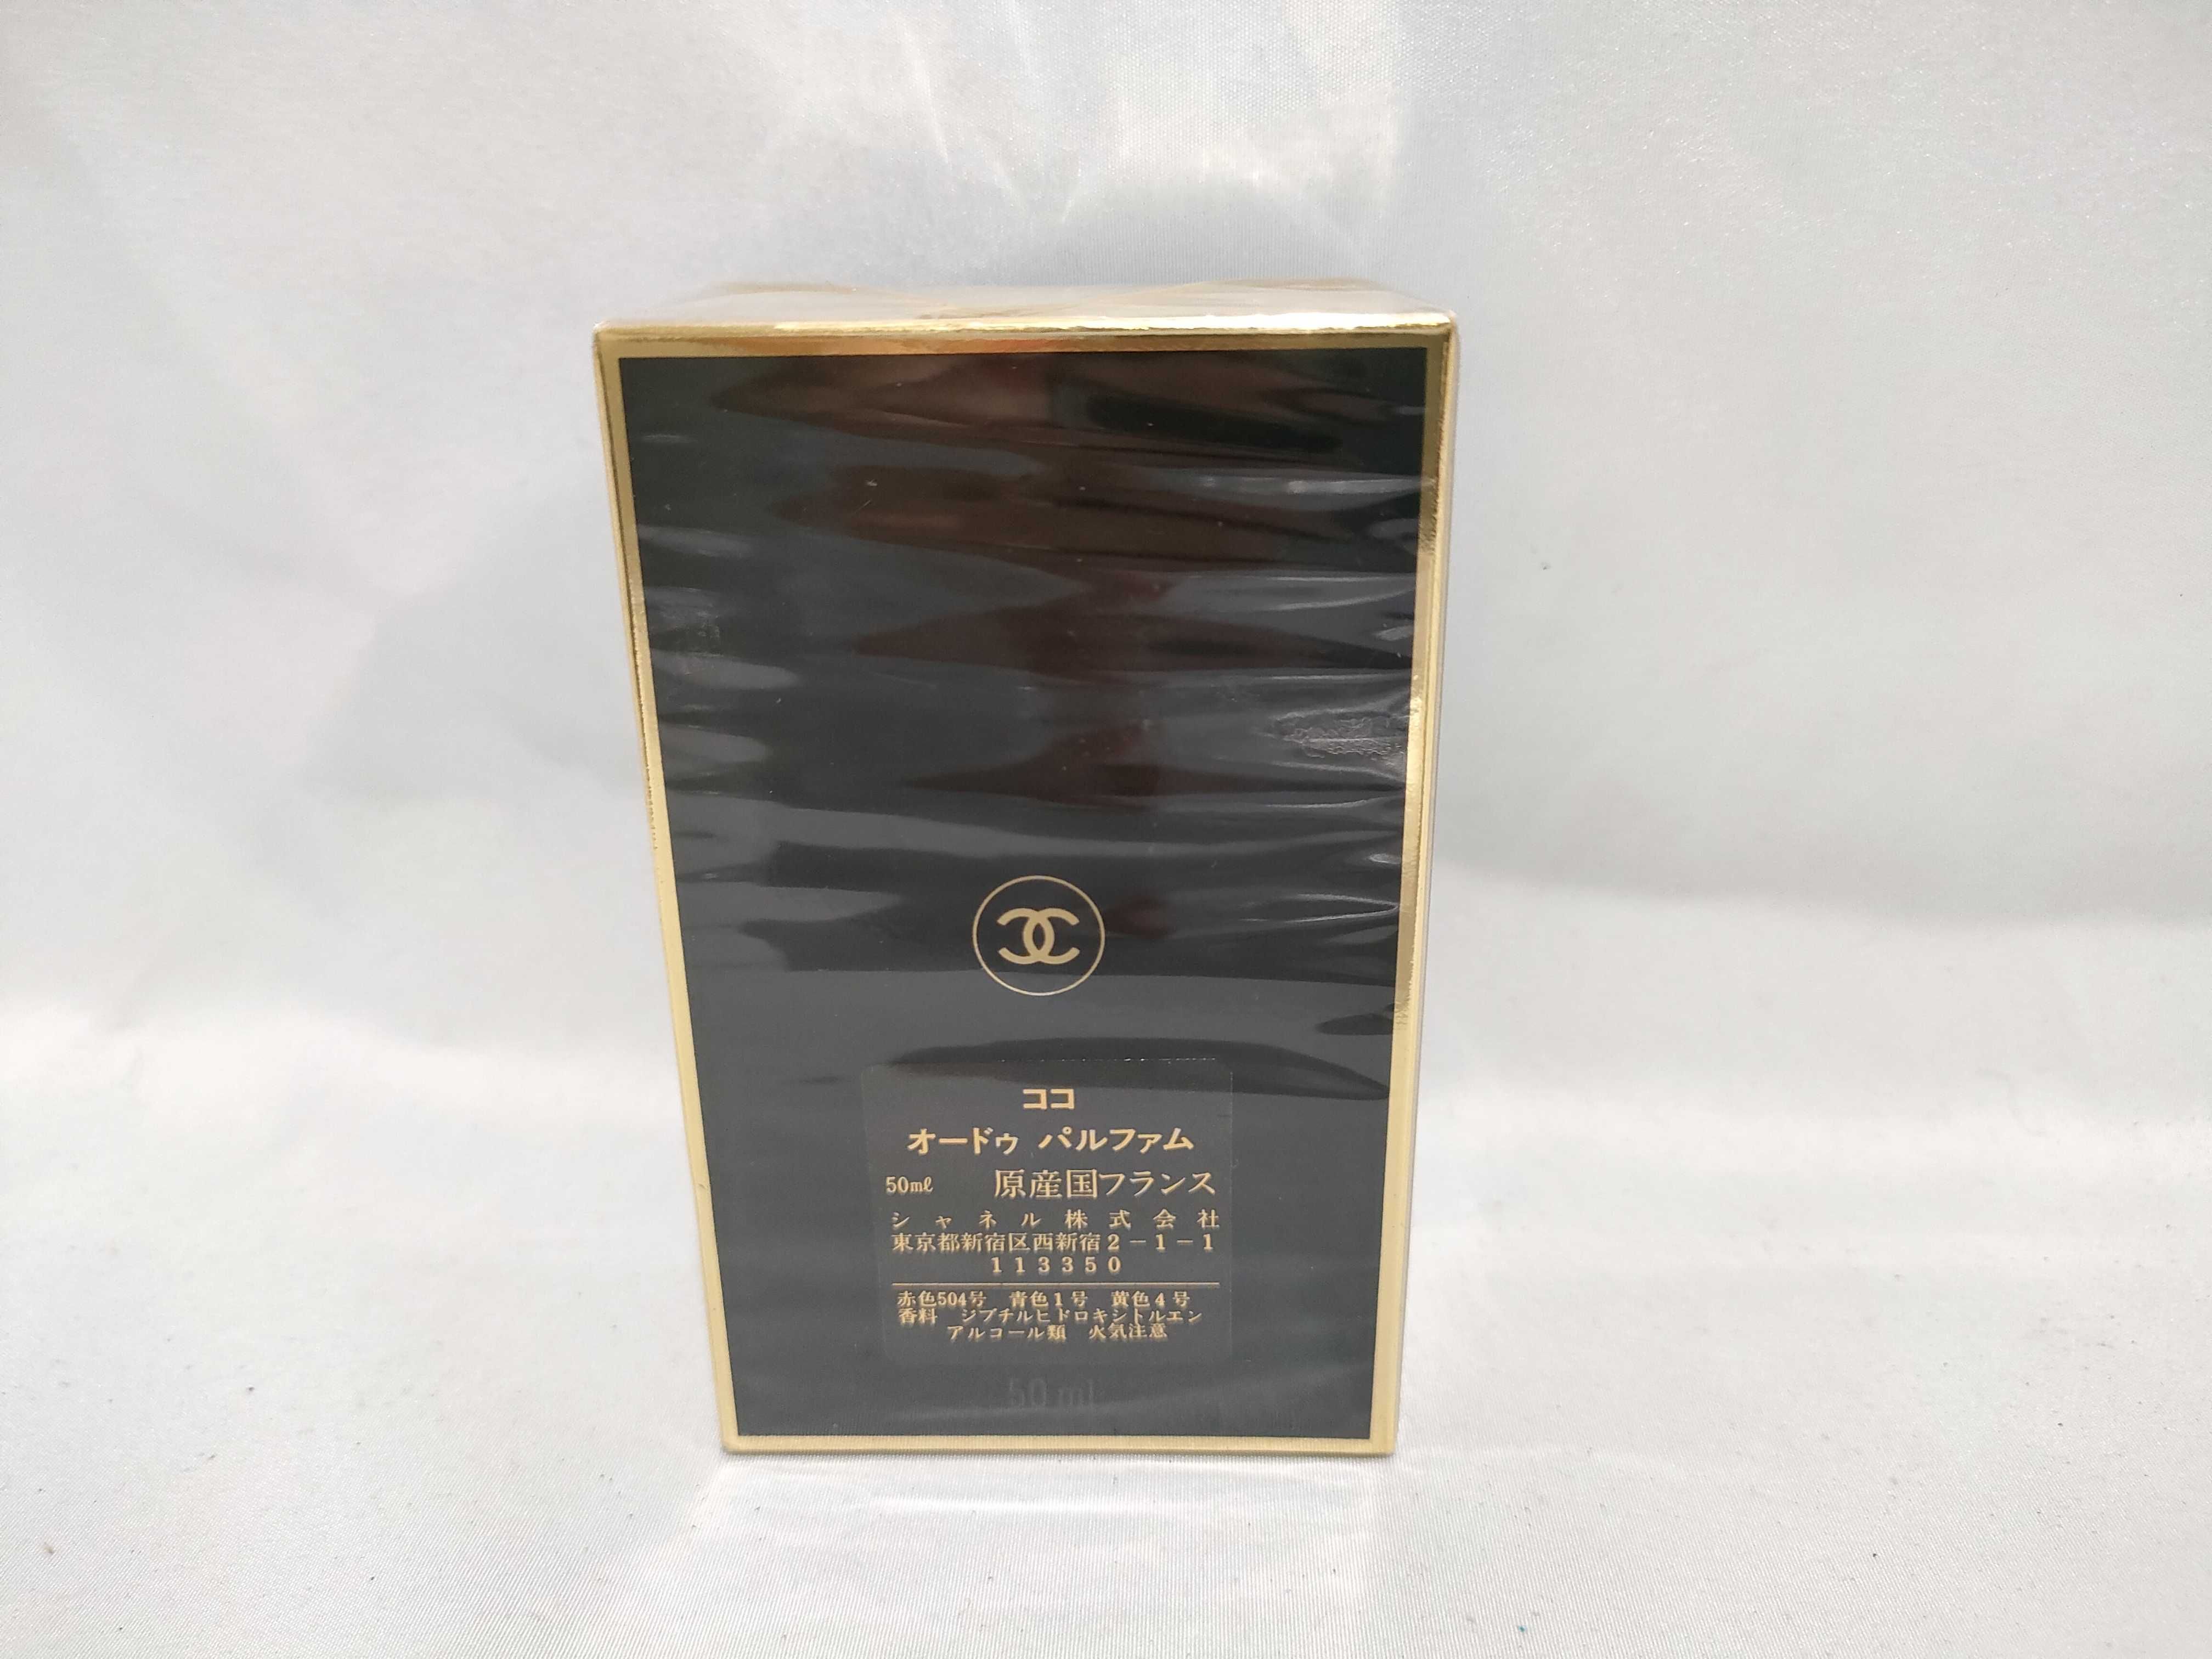 ココ
オードゥ パルファム
50mℓ 原産国フランス
シャネル株式会社
東京都新宿区西新宿2-1-1
113350
赤色504号 青色1号 黄色4号
香料 ジブチルヒドロキシトルエン
アルコール類 火気注意
50 ml